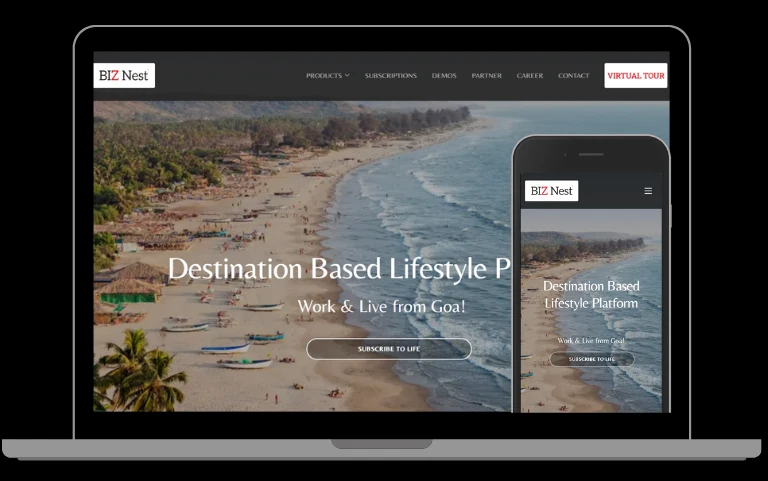 BIZ Nest
PRODUCTS SUBSCRIPTIONS DEMOS PARTNER CAREER CONTACT VIRTUAL TOUR
Destination Based Lifestyle P
Work & Live from Goa!
SUBSCRIBE TO LIFE
BIZ Nest
Destination Based
Lifestyle Platform
Work & Live from Goa!
SUBSCRIBE TO LIFE